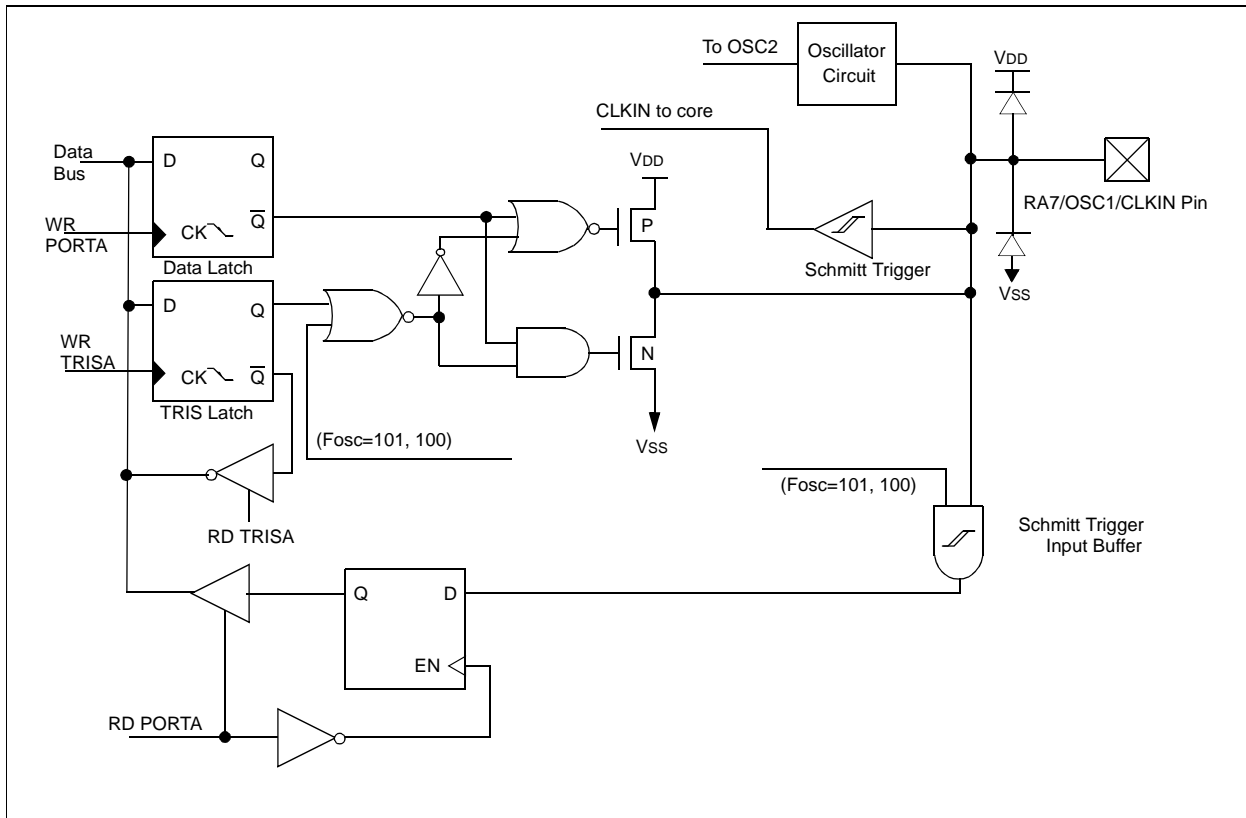 To OSC2
Oscillator
Circuit
VDD
CLKIN to core
Data
Bus
D
Q
VDD
WR
PORTA
CK
Q̅
P
RA7/OSC1/CLKIN Pin
Data Latch
Schmitt Trigger
VSS
D
Q
WR
TRISA
CK
Q̅
N
TRIS Latch
(Fosc=101, 100)
VSS
(Fosc=101, 100)
RD TRISA
Schmitt Trigger
Input Buffer
Q
D
EN
RD PORTA